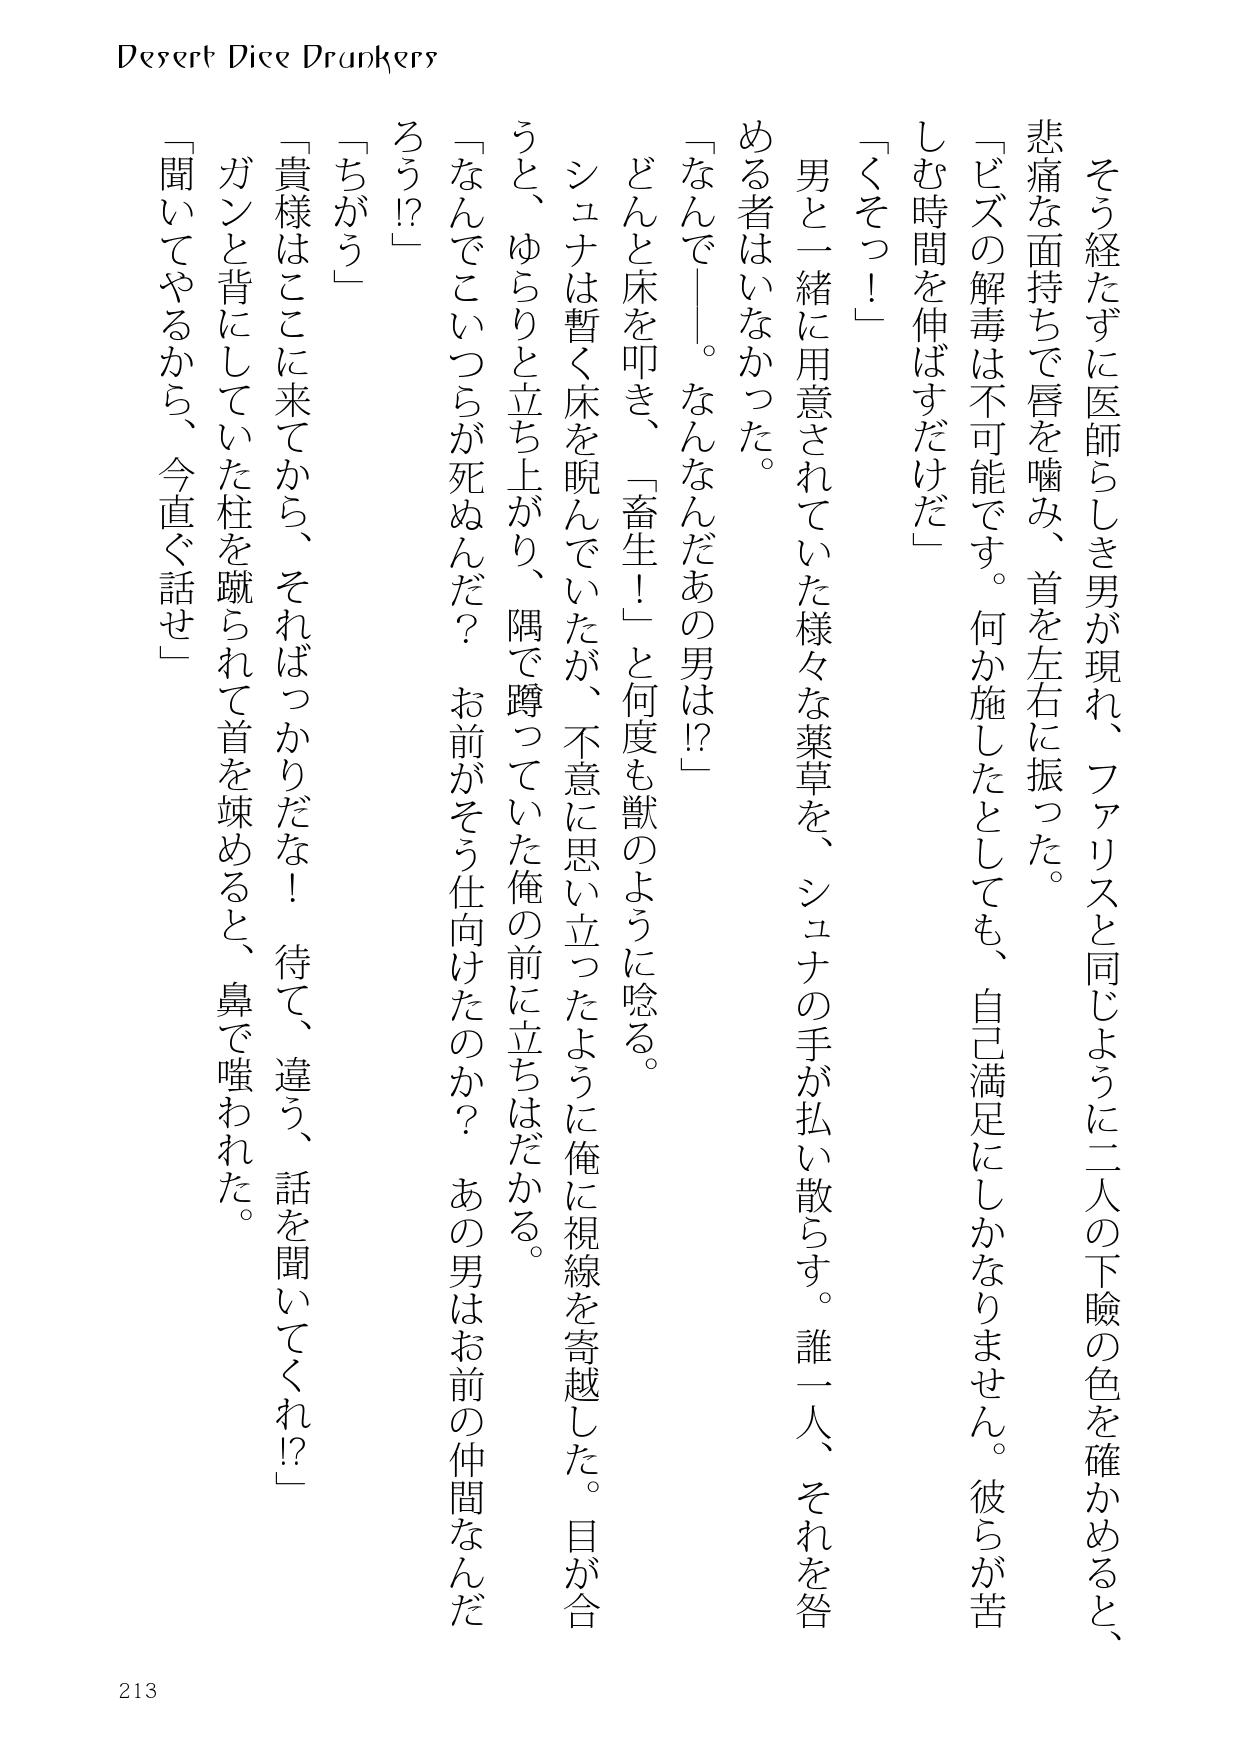 Desert Dice Drunkers
　そう経たずに医師らしき男が現れ、ファリスと同じように二人の下瞼の色を確かめると、
悲痛な面持ちで唇を噛み、首を左右に振った。
「ビズの解毒は不可能です。何か施したとしても、自己満足にしかなりません。彼らが苦
しむ時間を伸ばすだけだ」
「くそっ！」
　男と一緒に用意されていた様々な薬草を、シュナの手が払い散らす。誰一人、それを咎
める者はいなかった。
「なんで――。なんなんだあの男は!?」
　どんと床を叩き、「畜生！」と何度も獣のように唸る。
　シュナは暫く床を睨んでいたが、不意に思い立ったように俺に視線を寄越した。目が合
うと、ゆらりと立ち上がり、隅で蹲っていた俺の前に立ちはだかる。
「なんでこいつらが死ぬんだ？　お前がそう仕向けたのか？　あの男はお前の仲間なんだ
ろう!?」
「ちがう」
「貴様はここに来てから、そればっかりだな！　待て、違う、話を聞いてくれ!?」
　ガンと背にしていた柱を蹴られて首を竦めると、鼻で嗤われた。
「聞いてやるから、今直ぐ話せ」
213